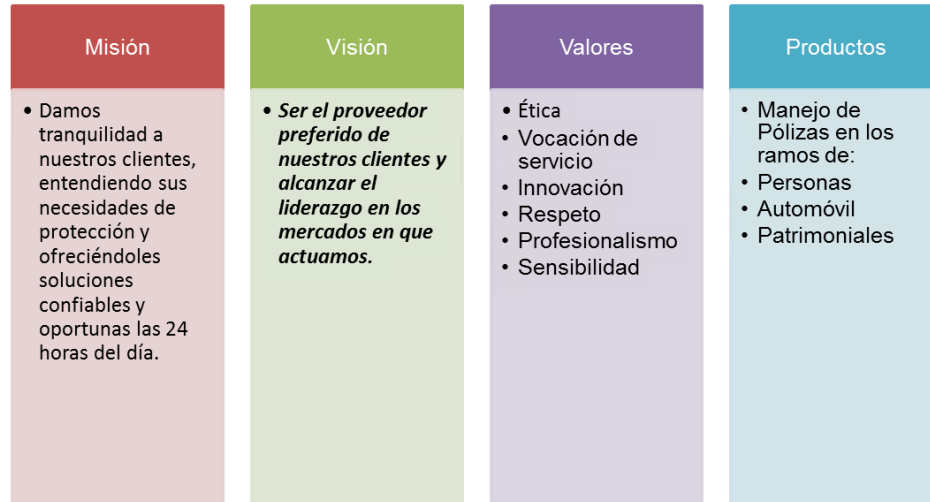 Misión
• Damos
tranquilidad a
nuestros clientes,
entendiendo sus
necesidades de
protección y
ofreciéndoles
soluciones
confiables y
oportunas las 24
horas del día.
Visión
• Ser el proveedor
preferido de
nuestros clientes y
alcanzar el
liderazgo en los
mercados en que
actuamos.
Valores
• Ética
• Vocación de
servicio
• Innovación
• Respeto
• Profesionalismo
• Sensibilidad
Productos
• Manejo de
Pólizas en los
ramos de:
• Personas
• Automóvil
• Patrimoniales